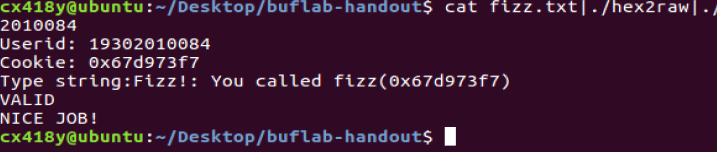 cx418y@ubuntu:~/Desktop/buflab-handout$ cat fizz.txt|./hex2raw|./
2010084
Userid: 19302010084
Cookie: 0x67d973f7
Type string:Fizz!: You called fizz(0x67d973f7)
VALID
NICE JOB!
cx418y@ubuntu:~/Desktop/buflab-handout$